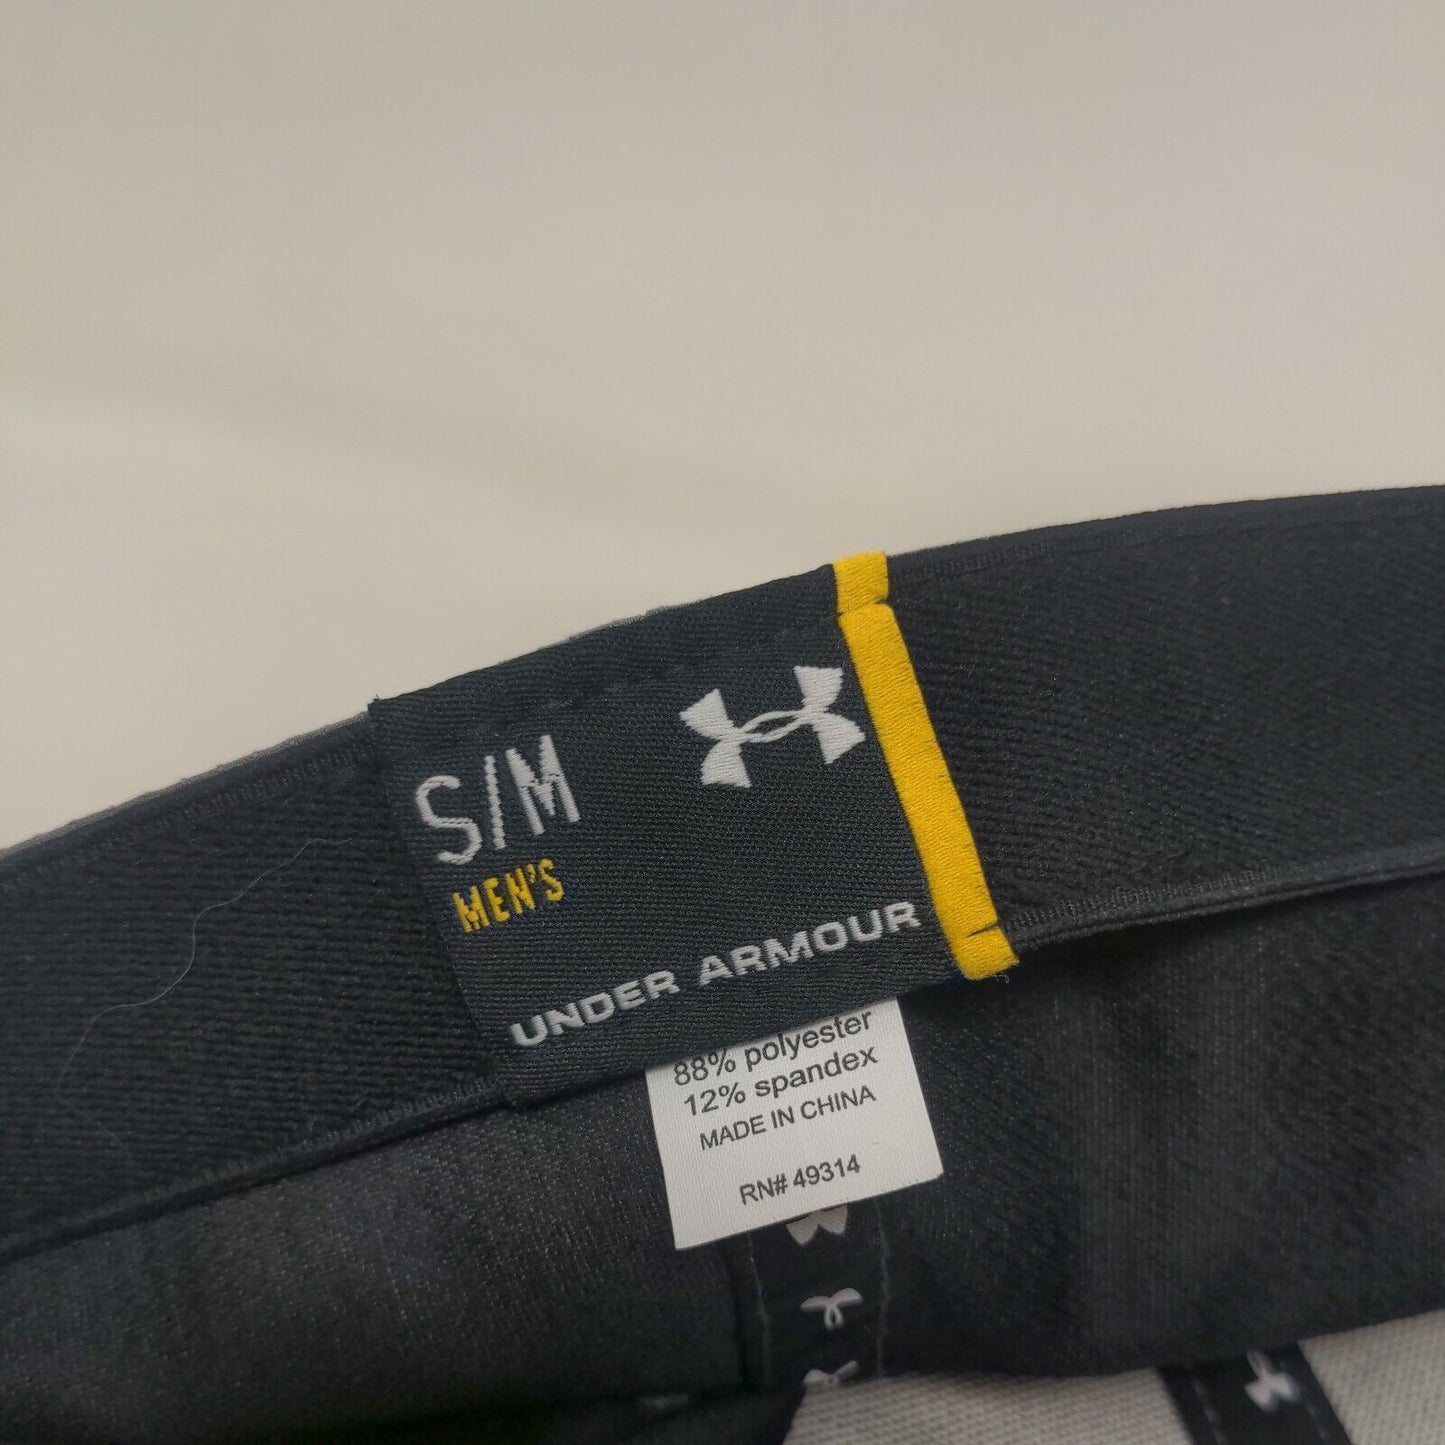 S/M
MEN'S
UNDER ARMOUR
88% polyester
12% spandex
MADE IN CHINA
RN# 49314